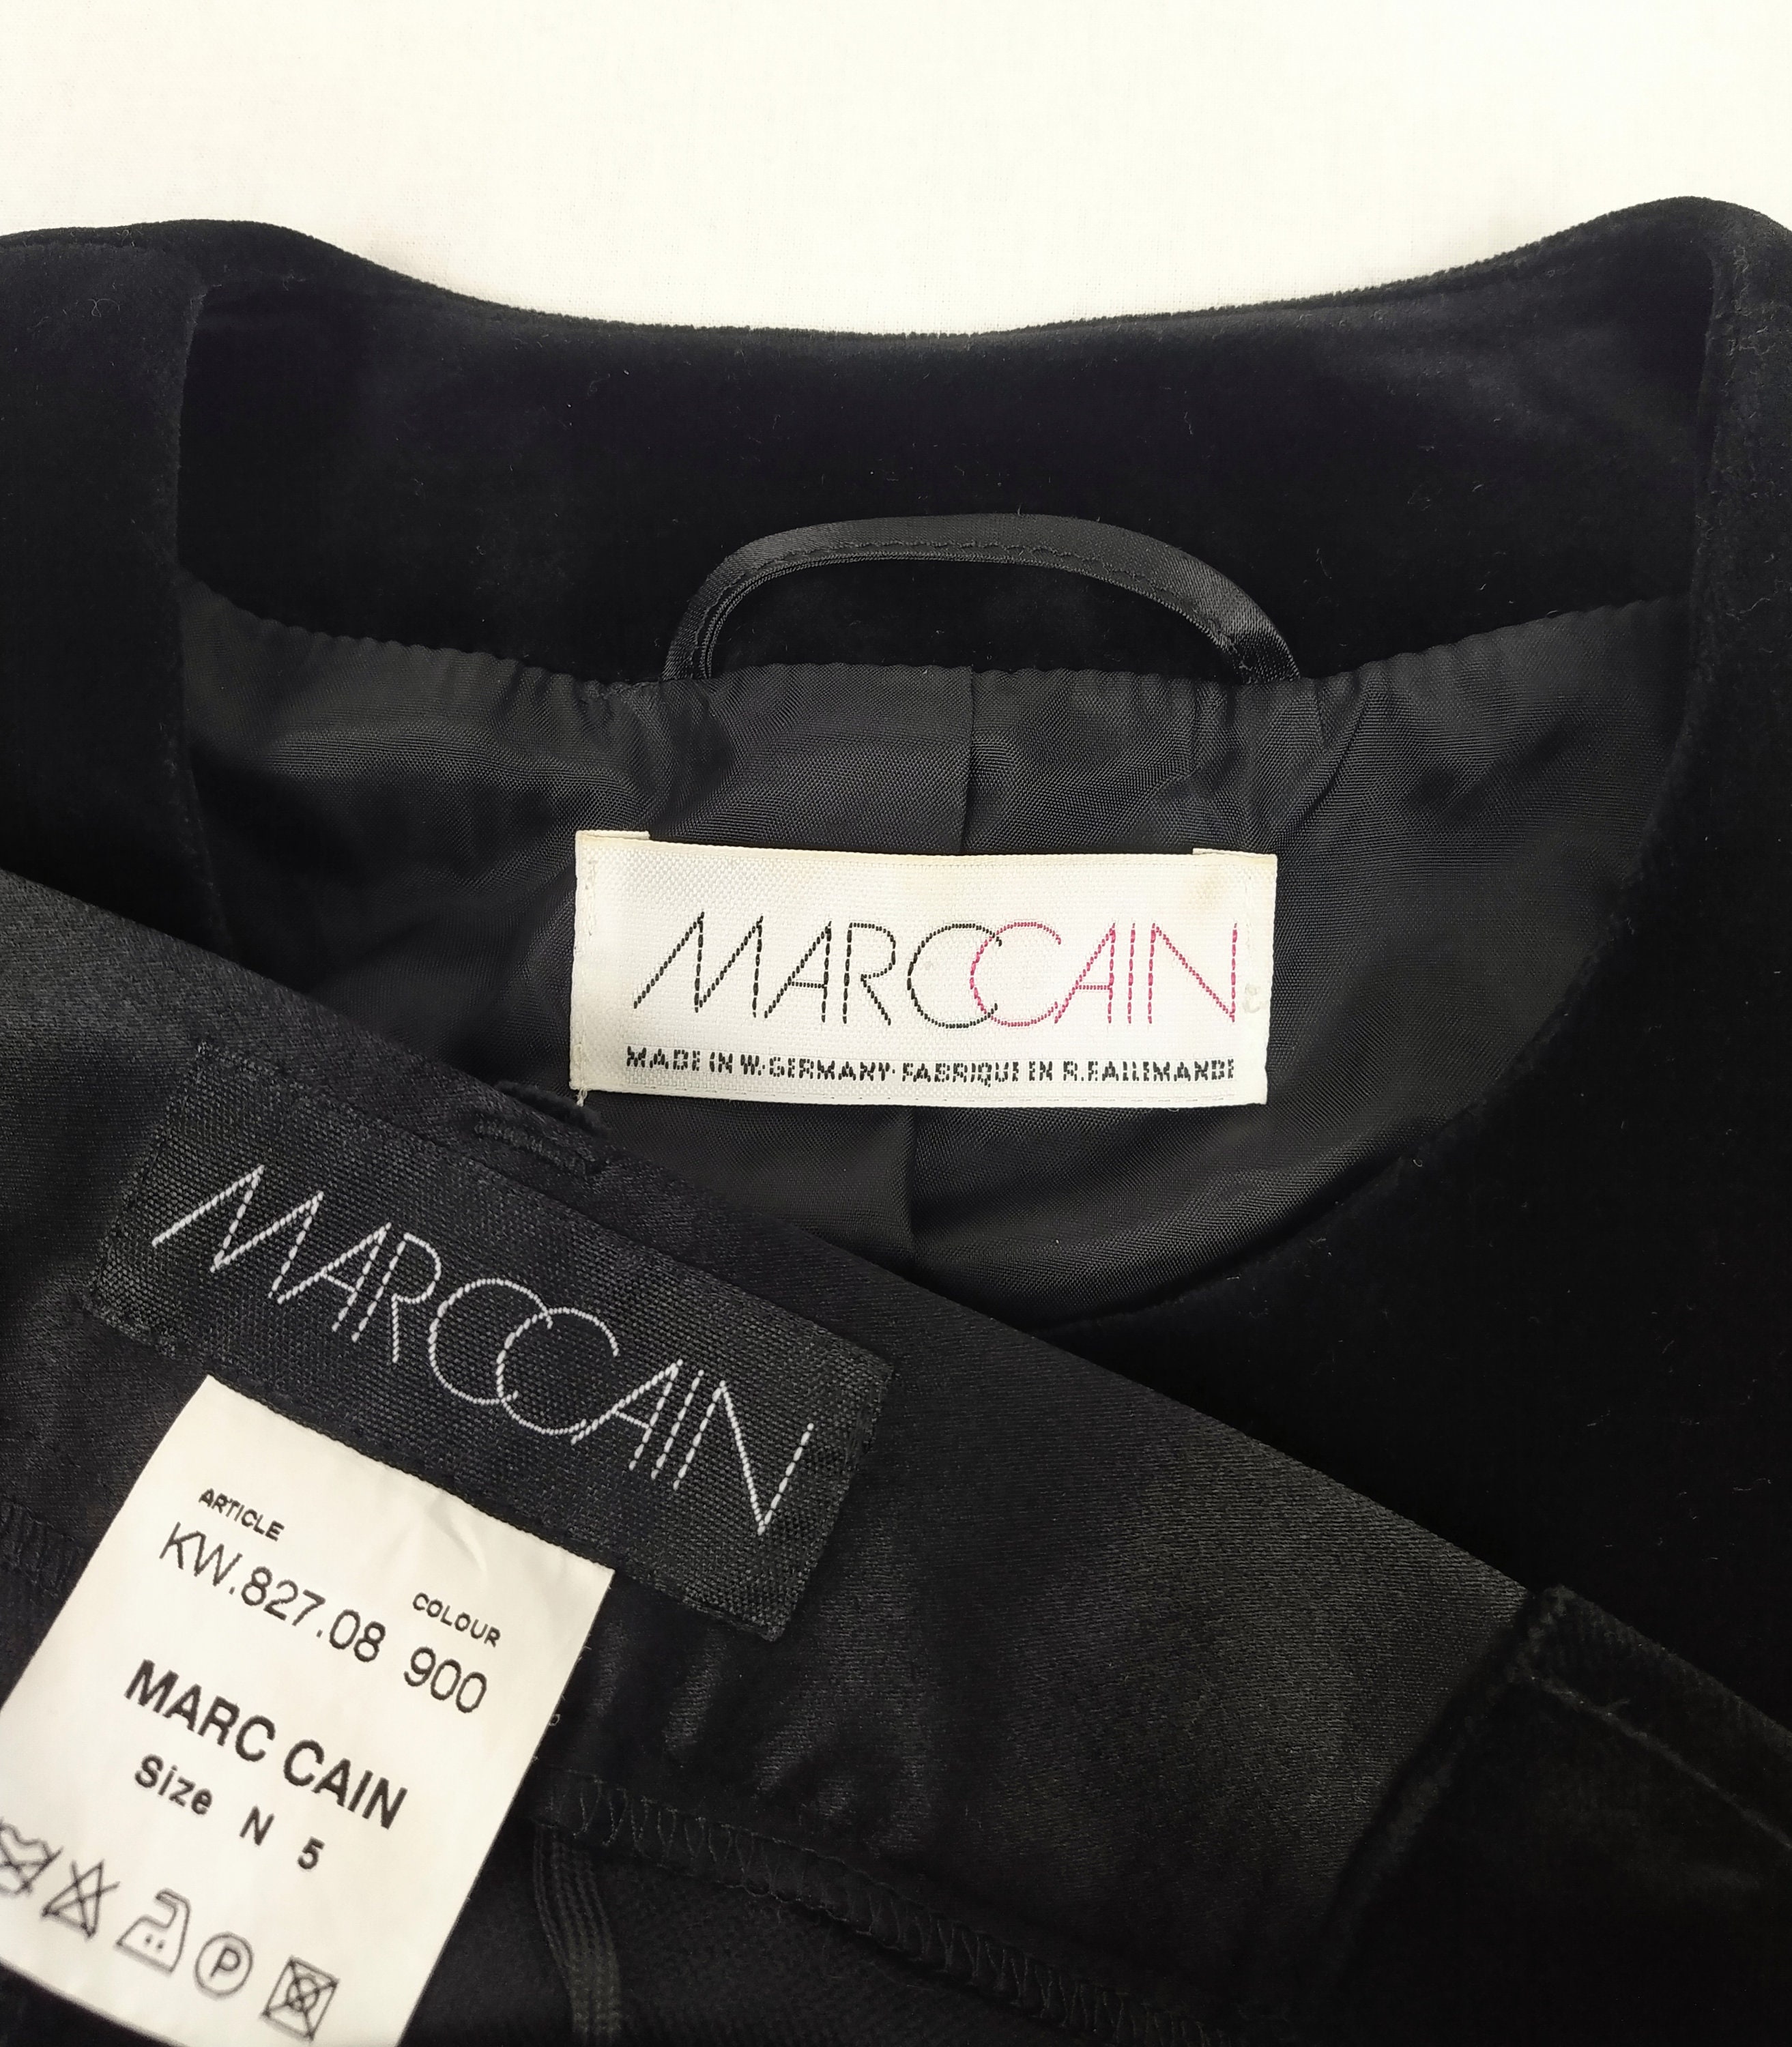 MARCCAIN
MADE IN W.GERMANY FABRIQUE EN R.F.ALLEMANDE
MARCCAIN
ARTICLE COLOUR
KW.827.08 900
MARC CAIN
Size N 5
P